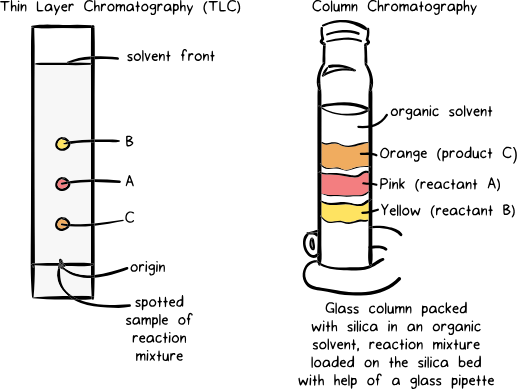 Thin Layer Chromatography (TLC)
solvent front
B
A
C
origin
spotted
sample of
reaction
mixture
Column Chromatography
organic solvent
Orange (product C)
Pink (reactant A)
Yellow (reactant B)
Glass column packed
with silica in an organic
solvent, reaction mixture
loaded on the silica bed
with help of a glass pipette